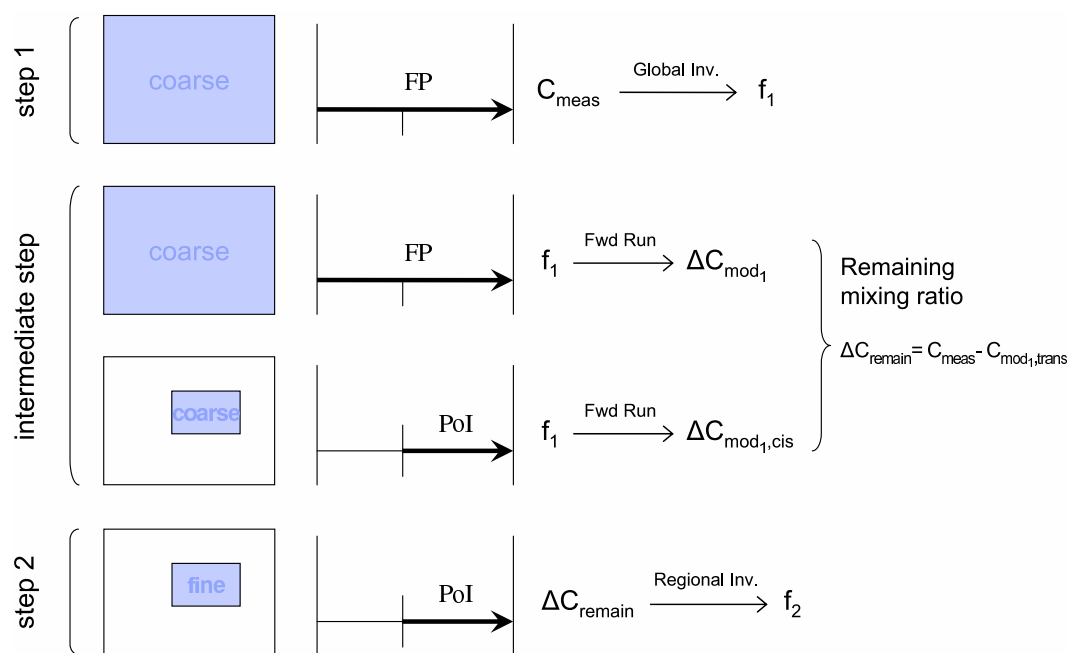 step 1
coarse
FP
C_meas
Global Inv.
f_1
intermediate step
coarse
FP
f_1
Fwd Run
ΔC_mod_1
coarse
PoI
f_1
Fwd Run
ΔC_mod_1,cis
Remaining
mixing ratio
ΔC_remain = C_meas - C_mod_1,trans
step 2
fine
PoI
ΔC_remain
Regional Inv.
f_2